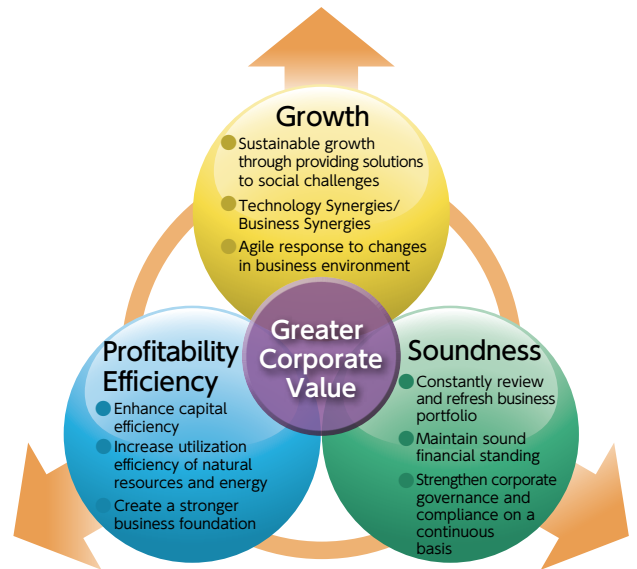 Growth
Sustainable growth
through providing solutions
to social challenges
Technology Synergies/
Business Synergies
Agile response to changes
in business environment
Greater
Corporate
Value
Profitability
Efficiency
Enhance capital
efficiency
Increase utilization
efficiency of natural
resources and energy
Create a stronger
business foundation
Soundness
Constantly review
and refresh business
portfolio
Maintain sound
financial standing
Strengthen corporate
governance and
compliance on a
continuous
basis